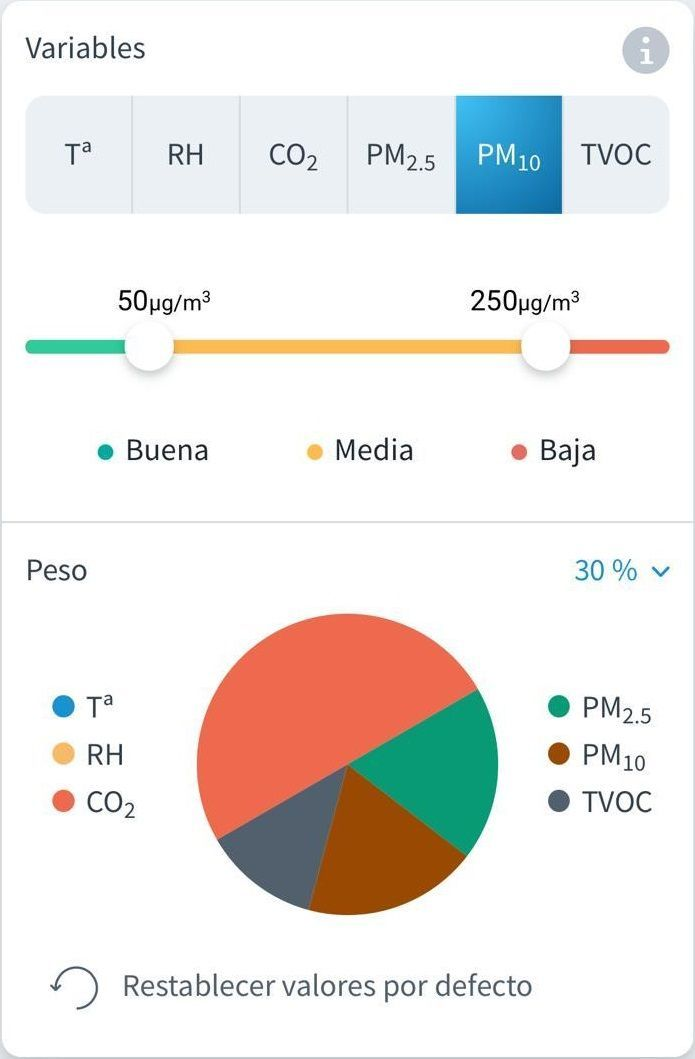 Variables
i
Tª
RH
CO₂
PM₂.₅
PM₁₀
TVOC
50µg/m³
250µg/m³
Buena
Media
Baja
Peso
30 %
Tª
RH
CO₂
PM₂.₅
PM₁₀
TVOC
Restablecer valores por defecto